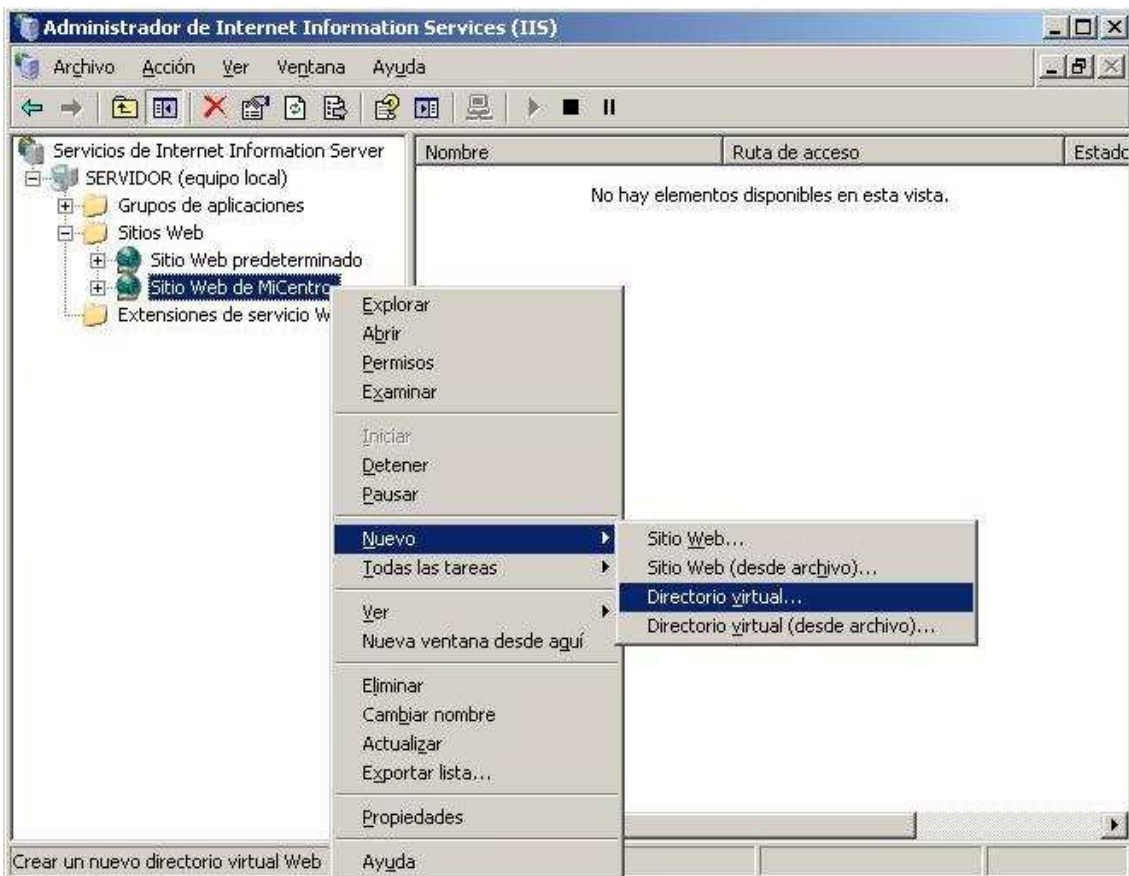 Administrador de Internet Information Services (IIS)
Archivo Acción Ver Ventana Ayuda
Servicios de Internet Information Server
SERVIDOR (equipo local)
Grupos de aplicaciones
Sitios Web
Sitio Web predeterminado
Sitio Web de MiCentro
Extensiones de servicio W
Nombre Ruta de acceso Estado
No hay elementos disponibles en esta vista.
Explorar
Abrir
Permisos
Examinar
Iniciar
Detener
Pausar
Nuevo
Todas las tareas
Ver
Nueva ventana desde aquí
Eliminar
Cambiar nombre
Actualizar
Exportar lista...
Propiedades
Ayuda
Sitio Web...
Sitio Web (desde archivo)...
Directorio virtual...
Directorio virtual (desde archivo)...
Crear un nuevo directorio virtual Web